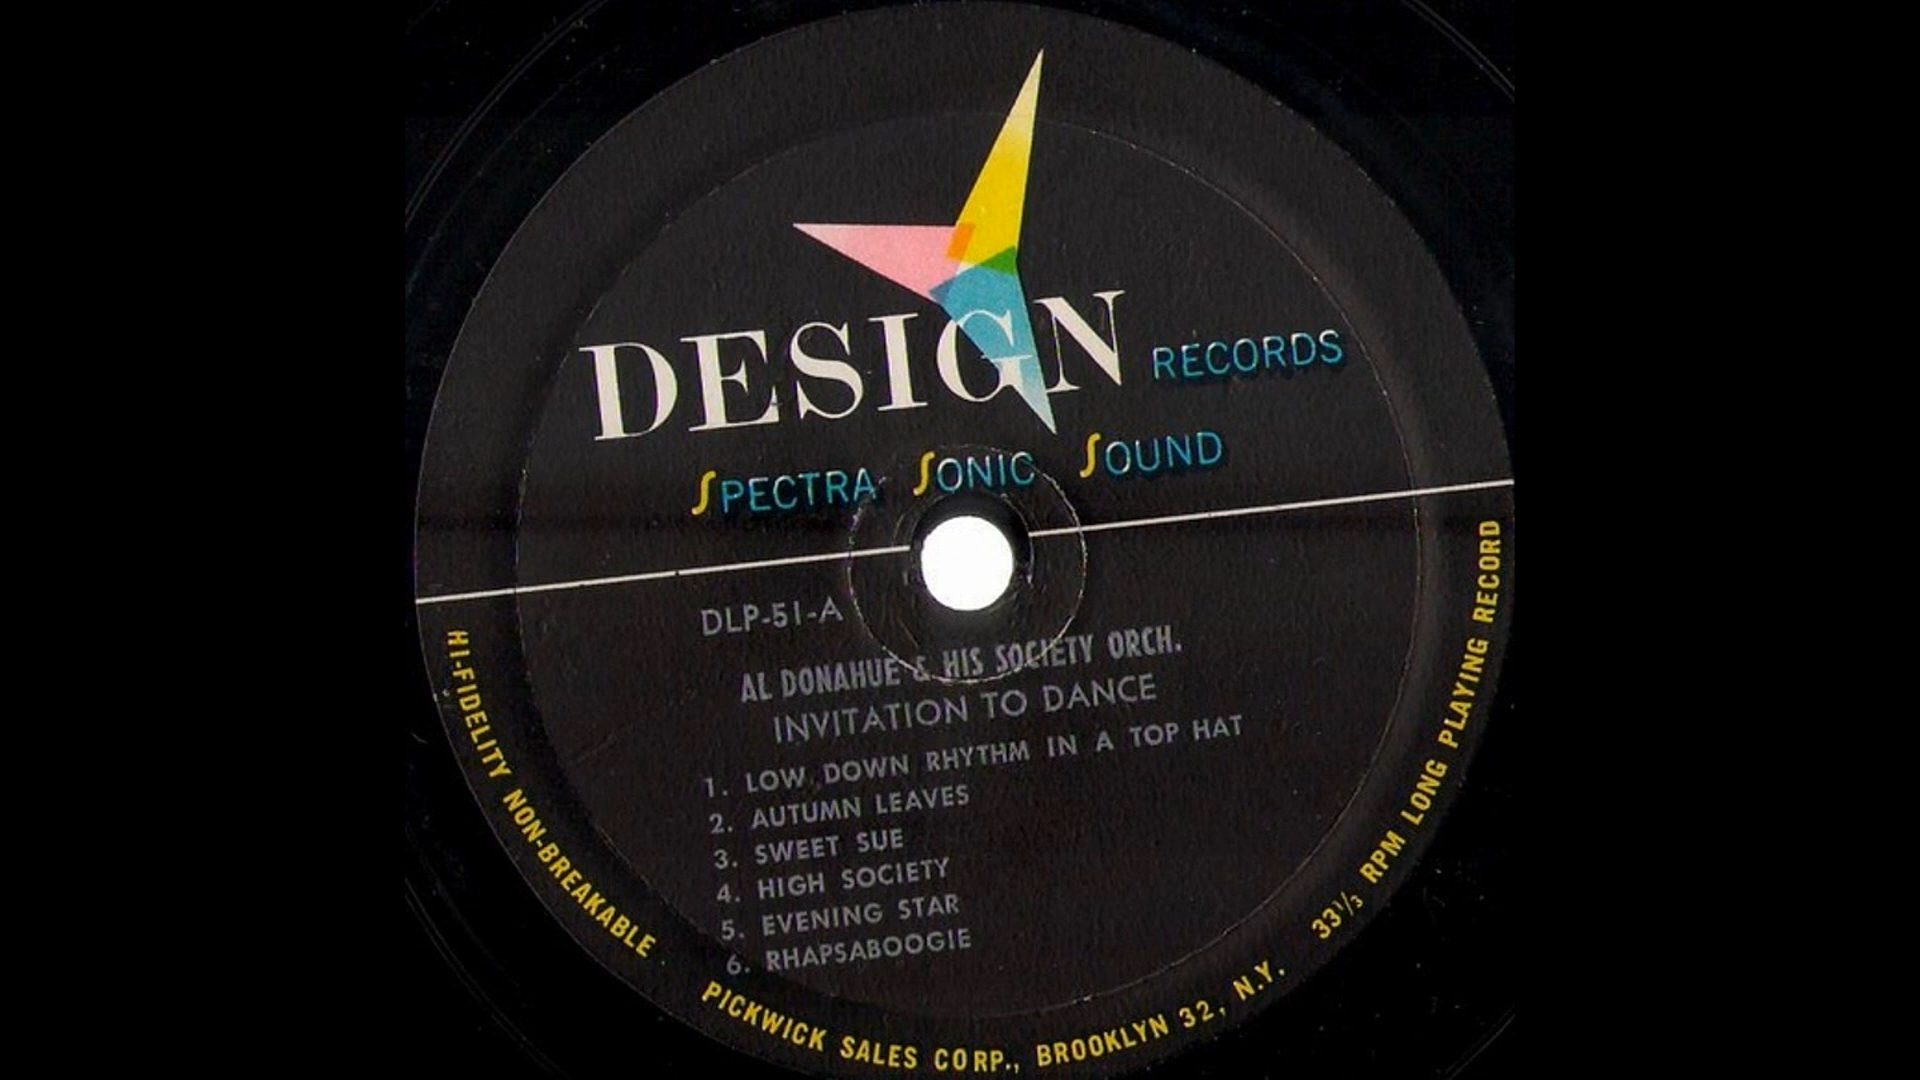 DESIGN RECORDS
SPECTRA SONIC SOUND
DLP-51-A
AL DONAHUE & HIS SOCIETY ORCH.
INVITATION TO DANCE
1. LOW DOWN RHYTHM IN A TOP HAT
2. AUTUMN LEAVES
3. SWEET SUE
4. HIGH SOCIETY
5. EVENING STAR
6. RHAPSABOOGIE
HI-FIDELITY NON-BREAKABLE · PICKWICK SALES CORP., BROOKLYN 32, N.Y. 33⅓ RPM LONG PLAYING RECORD